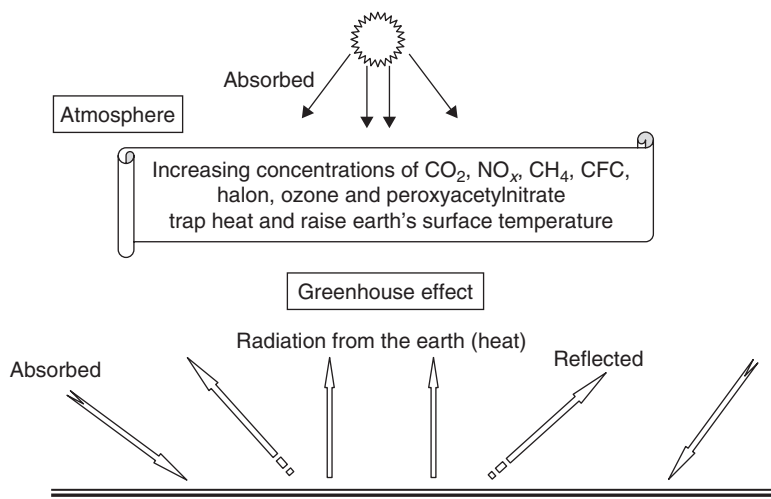 Absorbed
Atmosphere
Increasing concentrations of CO₂, NOₓ, CH₄, CFC,
halon, ozone and peroxyacetylnitrate
trap heat and raise earth's surface temperature
Greenhouse effect
Radiation from the earth (heat)
Absorbed
Reflected